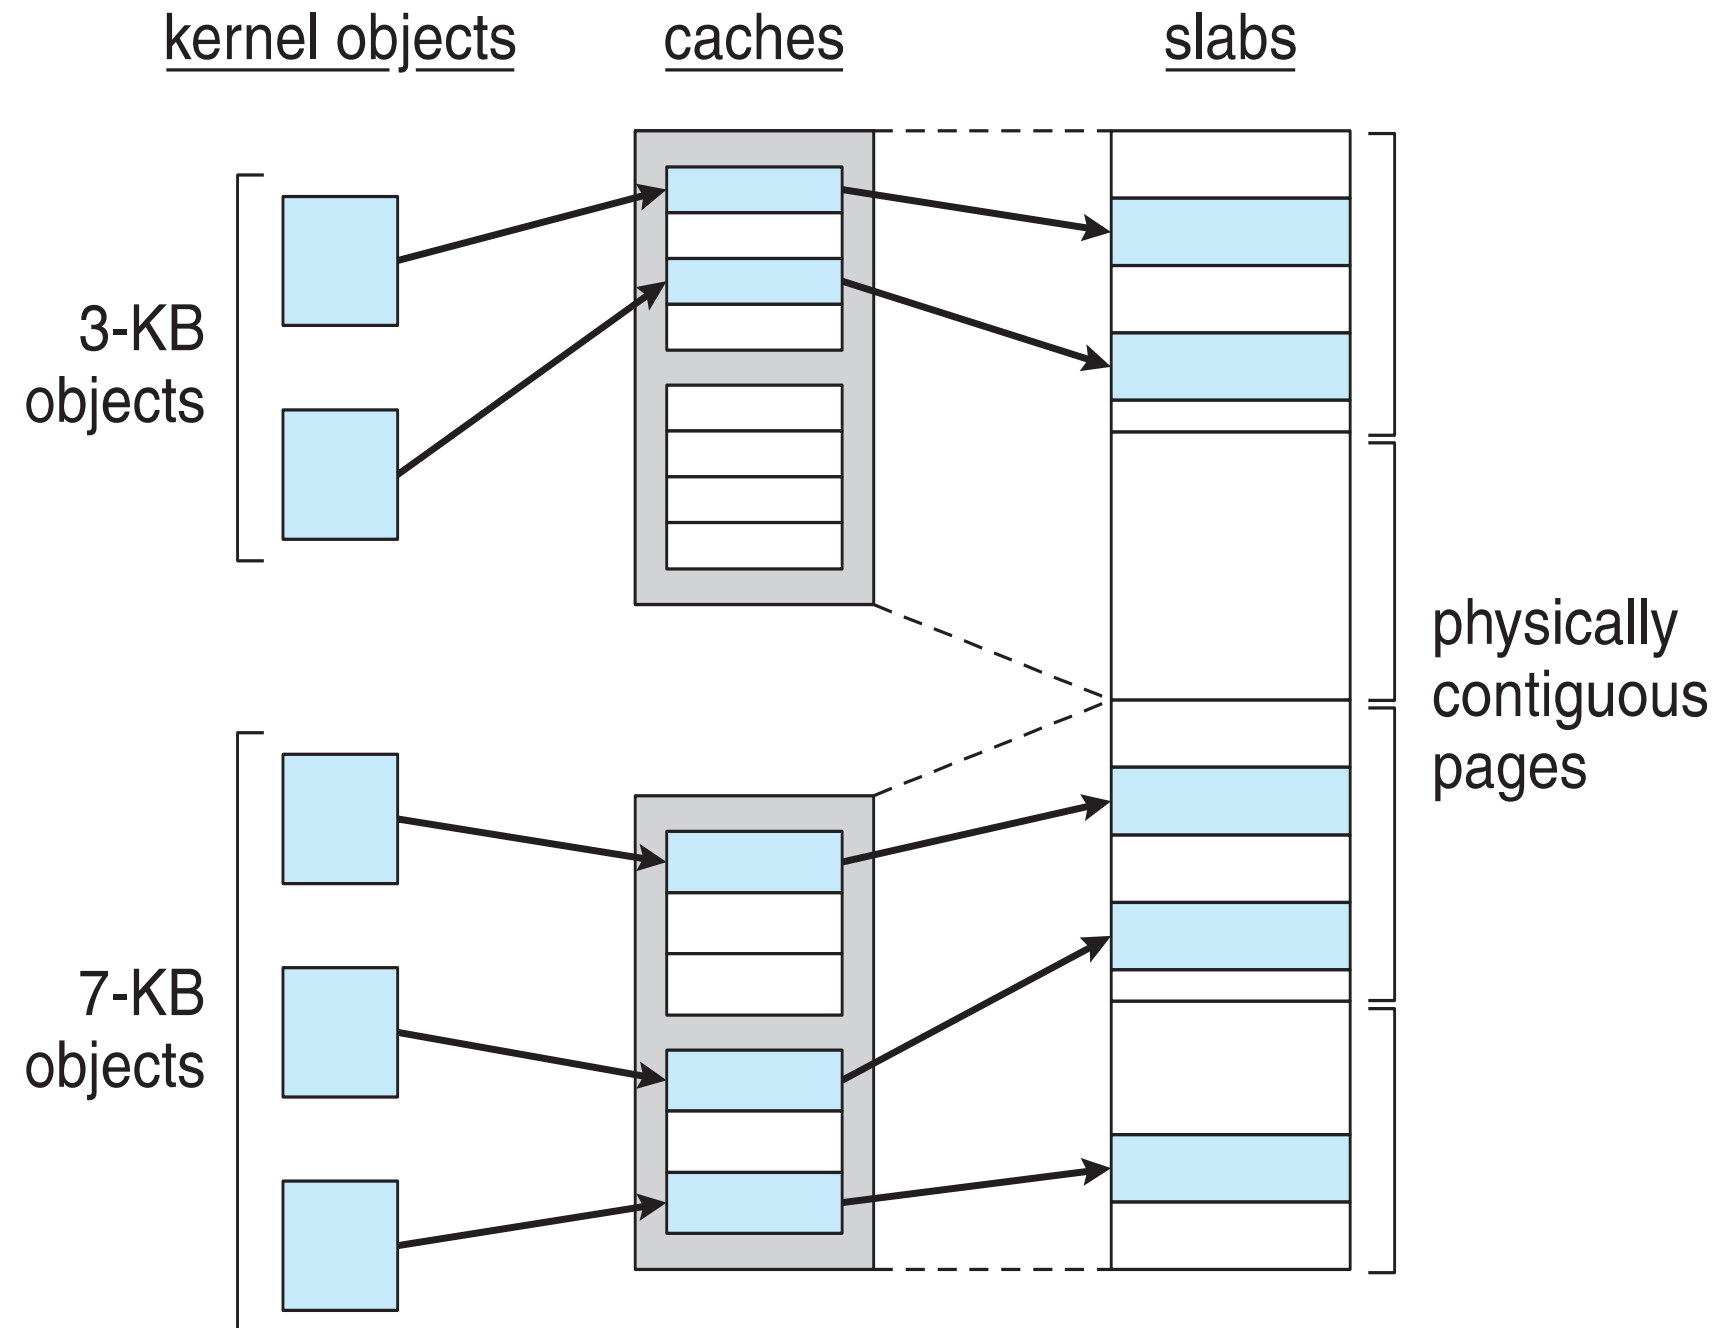 kernel objects
caches
slabs
3-KB
objects
physically
contiguous
pages
7-KB
objects